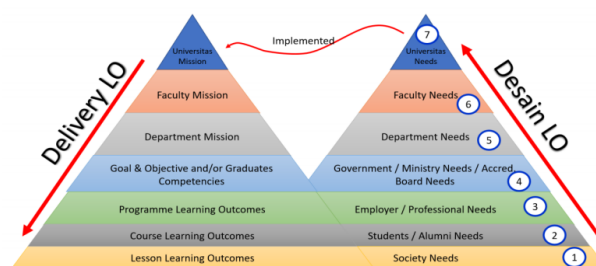 Implemented
7
Universitas
Mission
Universitas
Needs
Delivery LO
Desain LO
Faculty Mission
Faculty Needs
6
Department Mission
Department Needs
5
Goal & Objective and/or Graduates
Competencies
Government / Ministry Needs / Accred.
Board Needs
4
Programme Learning Outcomes
Employer / Professional Needs
3
Course Learning Outcomes
Students / Alumni Needs
2
Lesson Learning Outcomes
Society Needs
1